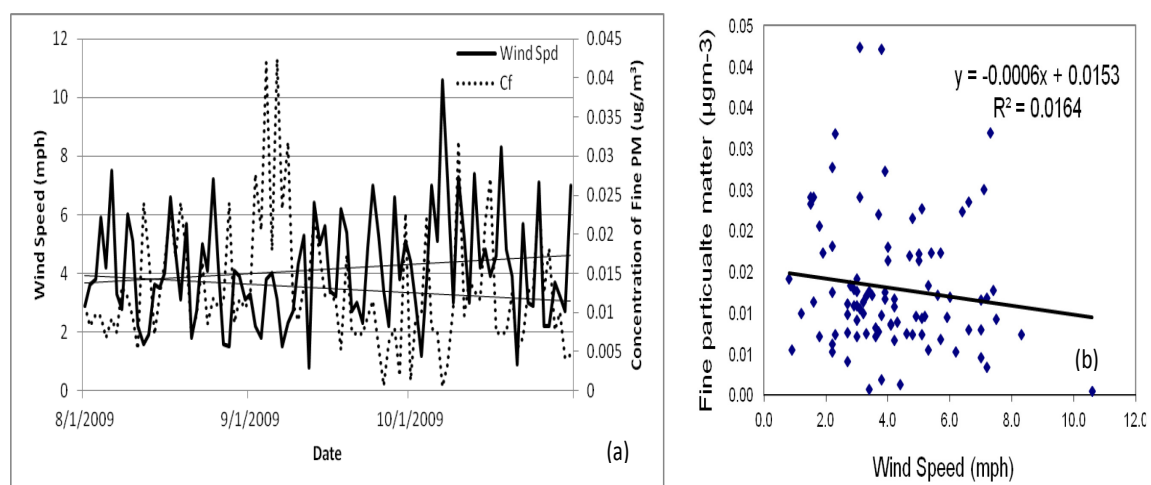 12
10
8
6
4
2
0
Wind Speed (mph)
Wind Spd
Cf
0.045
0.04
0.035
0.03
0.025
0.02
0.015
0.01
0.005
0
Concentration of Fine PM (ug/m³)
8/1/2009 9/1/2009 10/1/2009
Date
(a)
0.05
0.04
0.04
0.03
0.03
0.02
0.02
0.01
0.01
0.00
Fine particualte matter (µgm-3)
y = -0.0006x + 0.0153
R² = 0.0164
(b)
0.0 2.0 4.0 6.0 8.0 10.0 12.0
Wind Speed (mph)